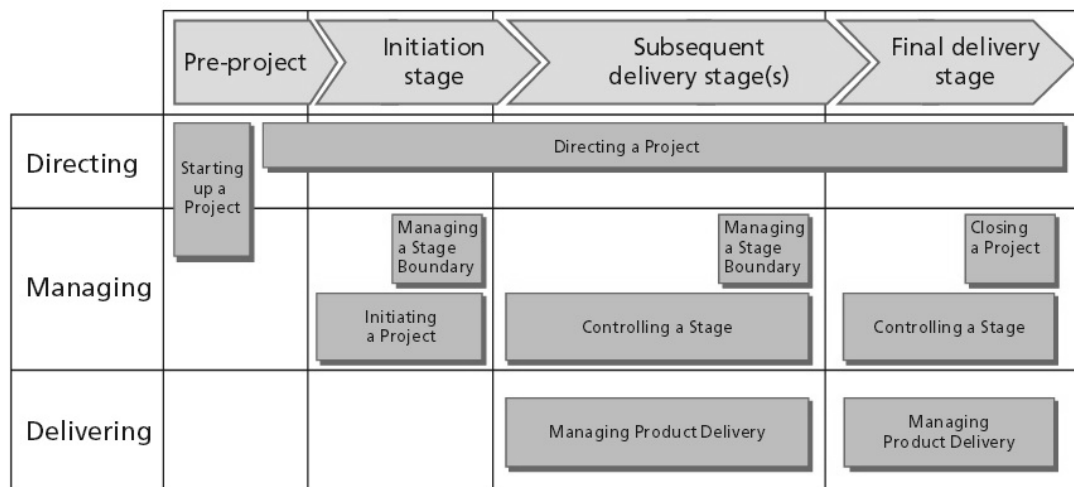 Pre-project
Initiation
stage
Subsequent
delivery stage(s)
Final delivery
stage
Directing
Starting
up a
Project
Directing a Project
Managing
Managing
a Stage
Boundary
Managing
a Stage
Boundary
Closing
a Project
Initiating
a Project
Controlling a Stage
Controlling a Stage
Delivering
Managing Product Delivery
Managing
Product Delivery